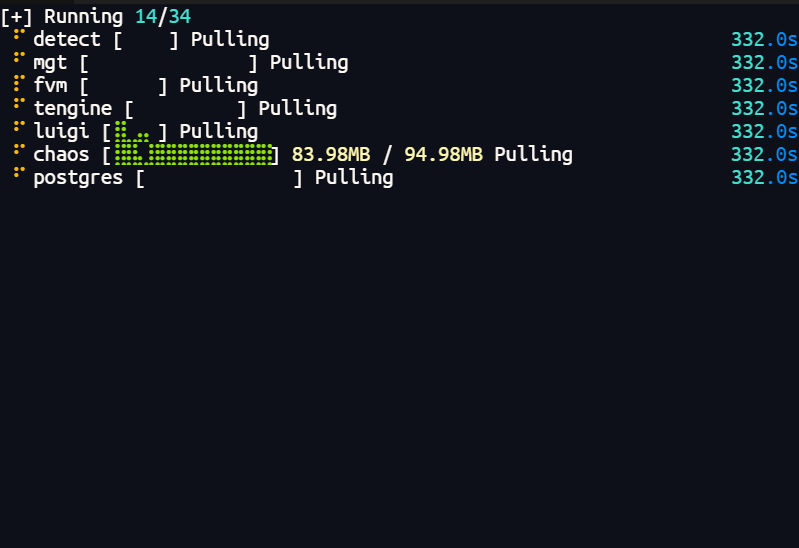 [+] Running 14/34
detect [    ] Pulling 332.0s
mgt [              ] Pulling 332.0s
fvm [      ] Pulling 332.0s
tengine [         ] Pulling 332.0s
luigi [⣿⣄⣀ ] Pulling 332.0s
chaos [⣿⣿⣦⣿⣿⣿⣿⣿⣿⣿⣿⣿⣿⣿] 83.98MB / 94.98MB Pulling 332.0s
postgres [             ] Pulling 332.0s